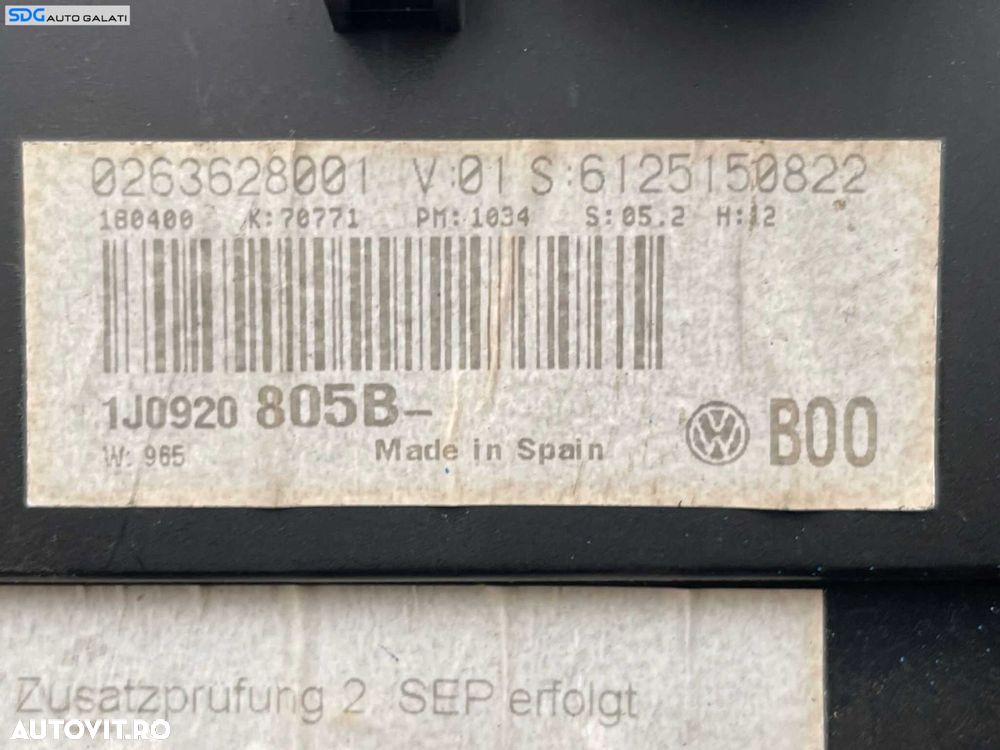 SDG AUTO GALATI
0263628001 V:01 S:6125150822
180400 K:70771 PM:1034 S:05.2 H:12
1J0920 805B-
W: 965 Made in Spain B00
Zusatzprüfung 2 SEP erfolgt
AUTOVIT.RO